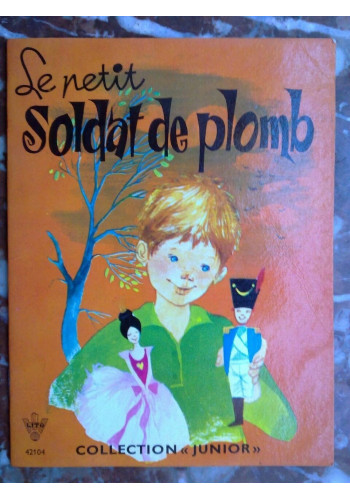 Le petit
Soldat de plomb
LITO
42104
COLLECTION «JUNIOR»